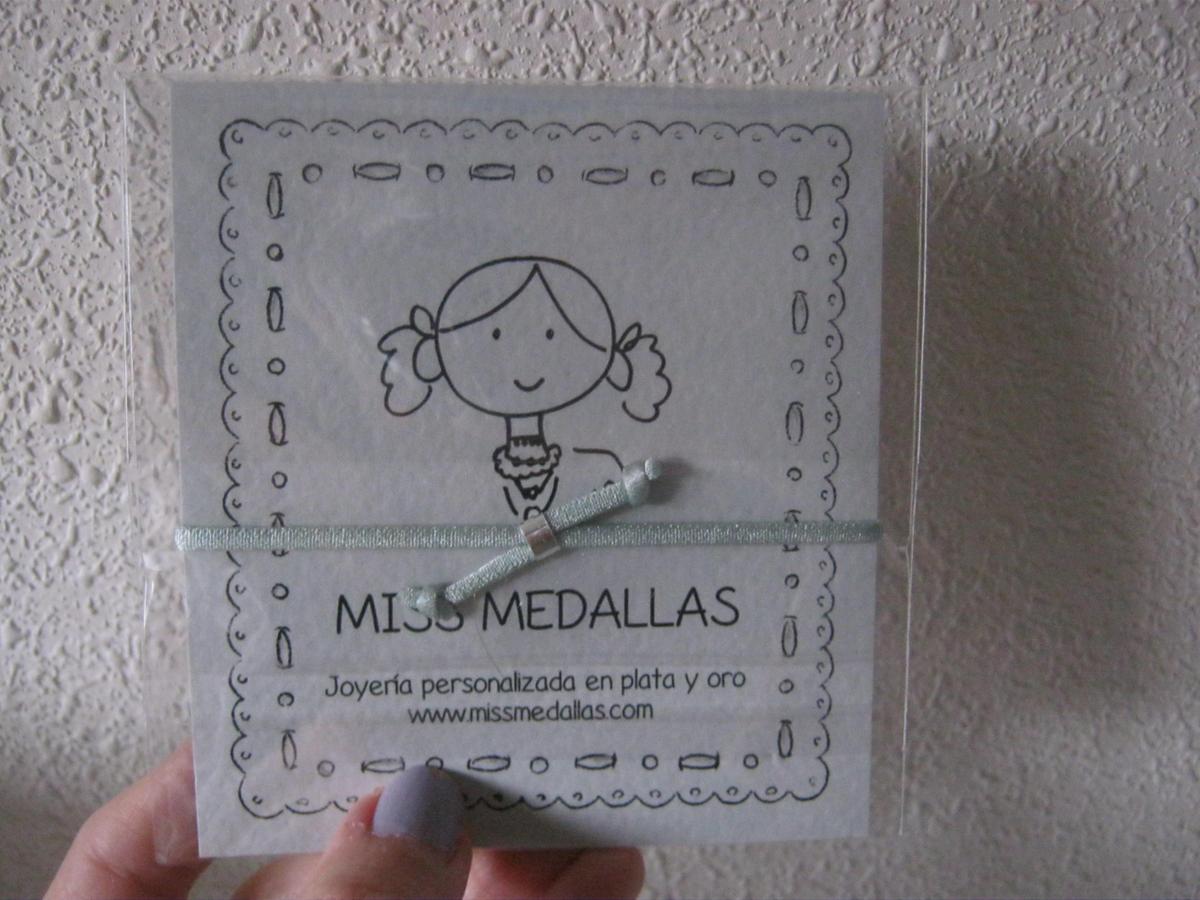 MISS MEDALLAS
Joyería personalizada en plata y oro
www.missmedallas.com